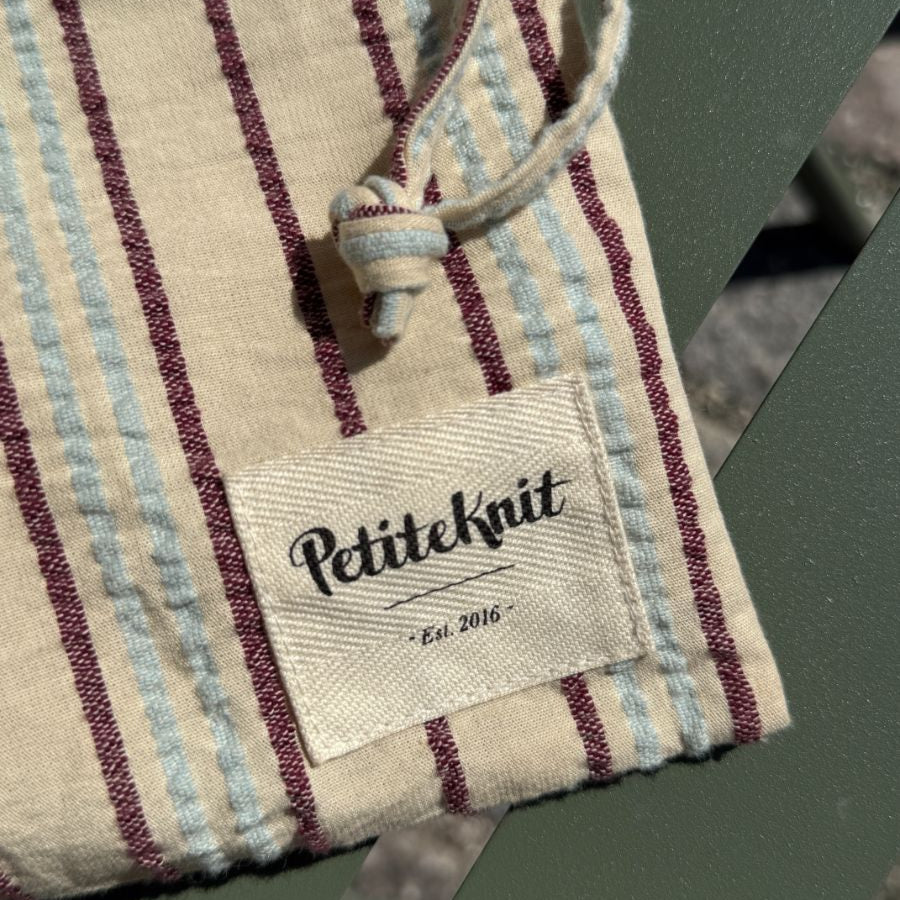 PetiteKnit
- Est. 2016 -